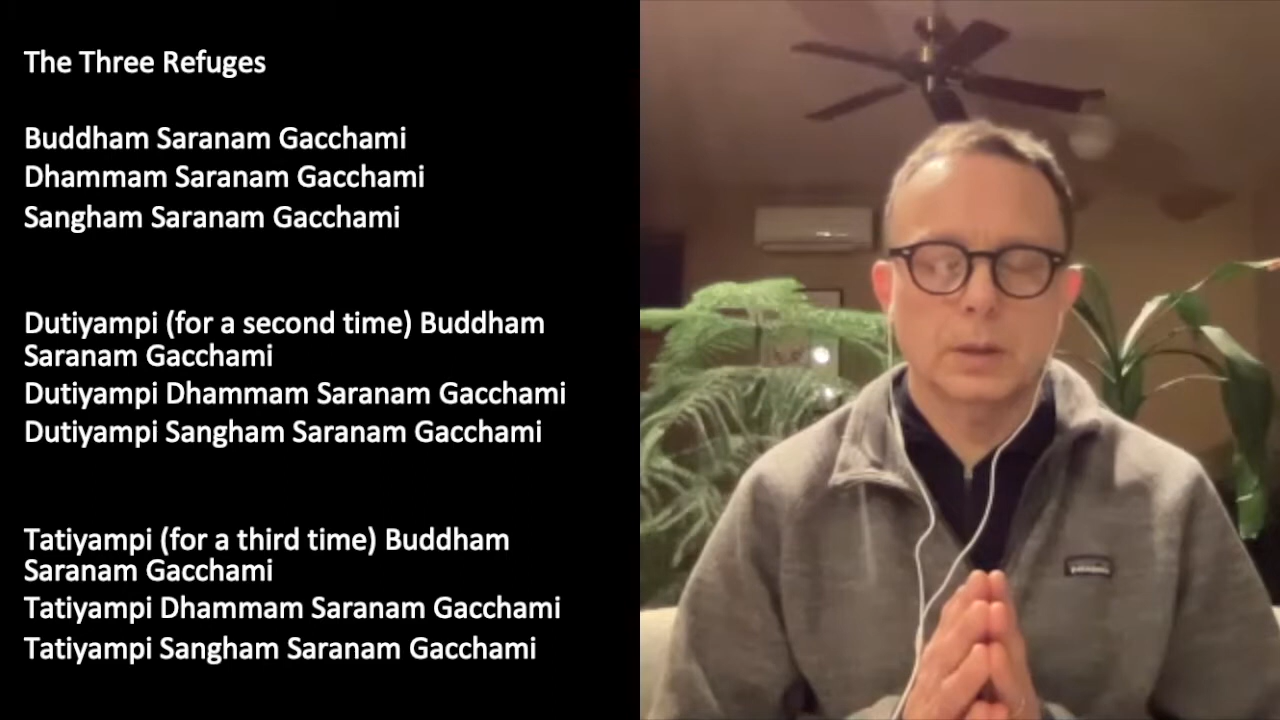 The Three Refuges
Buddham Saranam Gacchami
Dhammam Saranam Gacchami
Sangham Saranam Gacchami
Dutiyampi (for a second time) Buddham
Saranam Gacchami
Dutiyampi Dhammam Saranam Gacchami
Dutiyampi Sangham Saranam Gacchami
Tatiyampi (for a third time) Buddham
Saranam Gacchami
Tatiyampi Dhammam Saranam Gacchami
Tatiyampi Sangham Saranam Gacchami